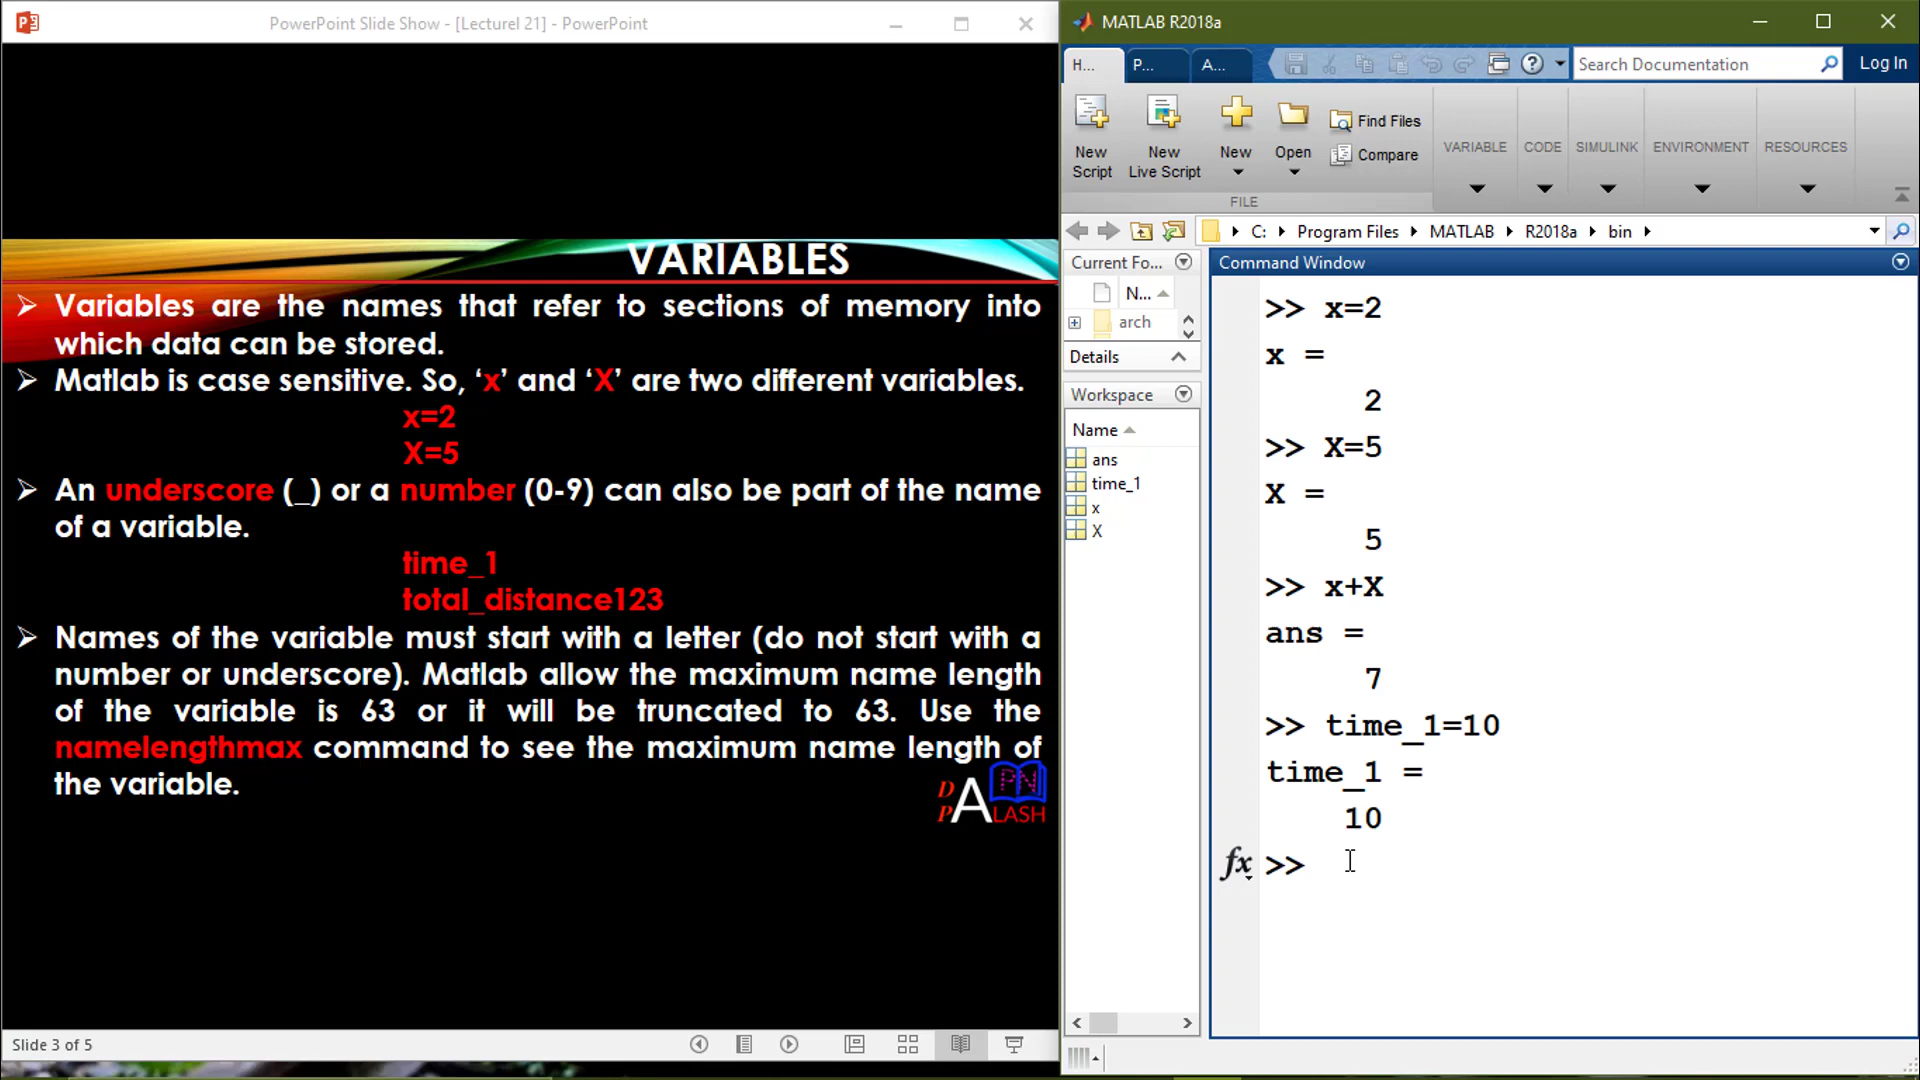 PowerPoint Slide Show - [Lecturel 21] - PowerPoint
VARIABLES
➢ Variables are the names that refer to sections of memory into
which data can be stored.
➢ Matlab is case sensitive. So, ‘x’ and ‘X’ are two different variables.
x=2
X=5
➢ An underscore (_) or a number (0-9) can also be part of the name
of a variable.
time_1
total_distance123
➢ Names of the variable must start with a letter (do not start with a
number or underscore). Matlab allow the maximum name length
of the variable is 63 or it will be truncated to 63. Use the
namelengthmax command to see the maximum name length of
the variable.
D
P
A
PN
LASH
Slide 3 of 5
MATLAB R2018a
H... P... A... Search Documentation Log In
New
Script
New
Live Script
New
Open
Find Files
Compare
FILE
VARIABLE CODE SIMULINK ENVIRONMENT RESOURCES
C: Program Files MATLAB R2018a bin
Current Fo...
N...
arch
Details
Workspace
Name
ans
time_1
x
X
Command Window
>> x=2
x =
2
>> X=5
X =
5
>> x+X
ans =
7
>> time_1=10
time_1 =
10
fx >>